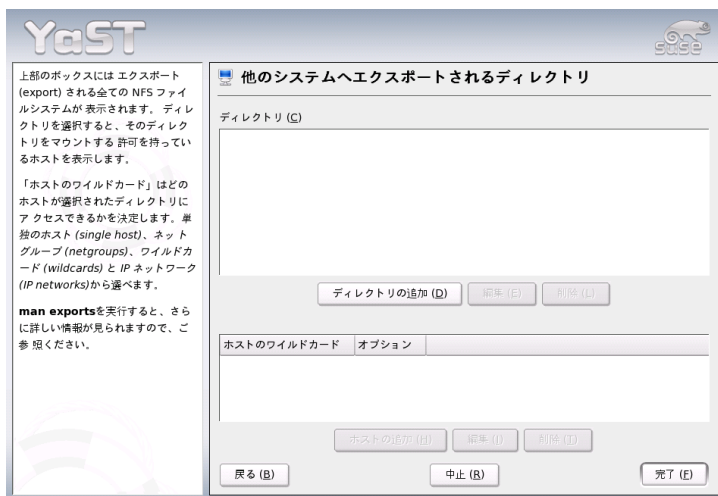 YaST
SUSE
上部のボックスには エクスポート
(export) される全ての NFS ファイ
ルシステムが 表示されます。 ディレ
クトリを選択すると、そのディレク
トリをマウントする 許可を持ってい
るホストを表示します。
「ホストのワイルドカード」はどの
ホストが選択されたディレクトリに
ア クセスできるかを決定します。単
独のホスト (single host)、ネット
グループ (netgroups)、ワイルドカ
ード (wildcards) と IP ネットワーク
(IP networks)から選べます。
man exportsを実行すると、さら
に詳しい情報が見られますので、ご
参 照ください。
他のシステムへエクスポートされるディレクトリ
ディレクトリ (C)
ディレクトリの追加 (D) 編集 (E) 削除 (L)
ホストのワイルドカード オプション
ホストの追加 (H) 編集 (I) 削除 (T)
戻る (B) 中止 (R) 完了 (F)